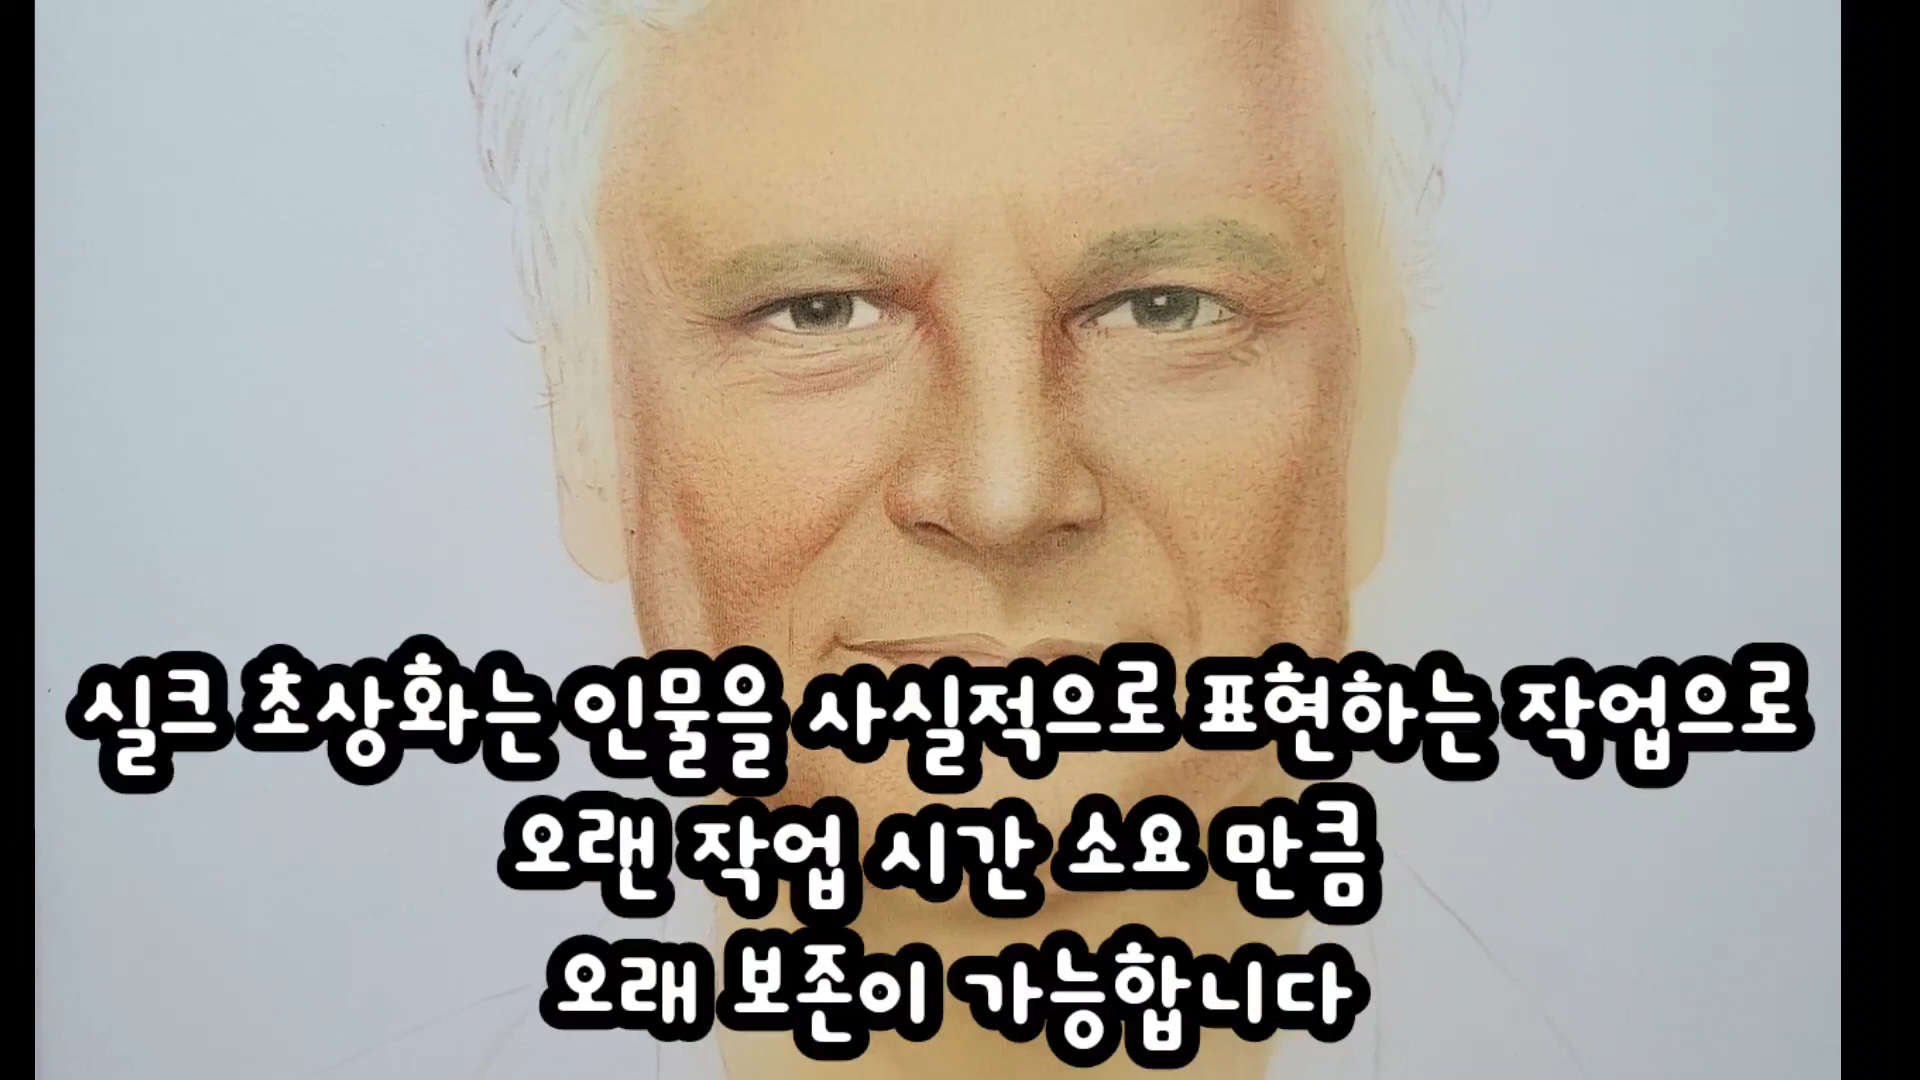 실크 초상화는 인물을 사실적으로 표현하는 작업으로
오랜 작업 시간 소요 만큼
오래 보존이 가능합니다